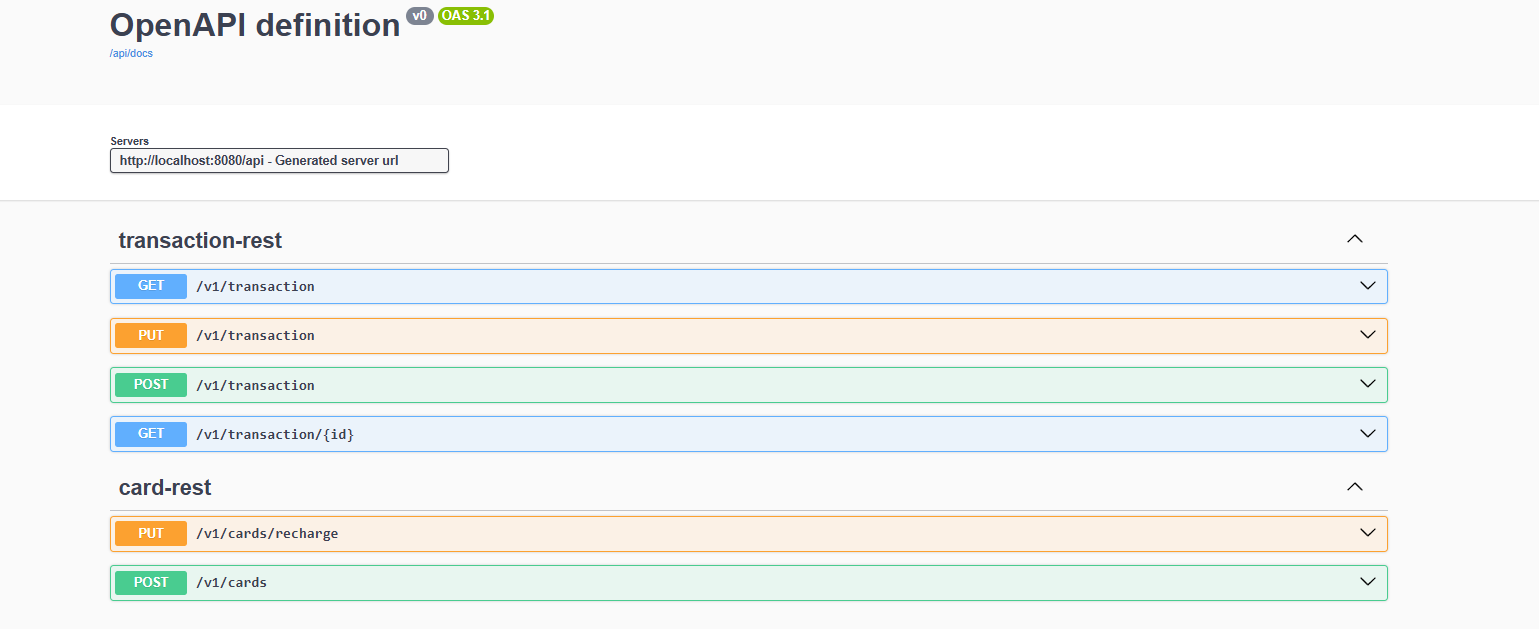 OpenAPI definition v0 OAS 3.1
/api/docs
Servers
http://localhost:8080/api - Generated server url
transaction-rest
GET /v1/transaction
PUT /v1/transaction
POST /v1/transaction
GET /v1/transaction/{id}
card-rest
PUT /v1/cards/recharge
POST /v1/cards